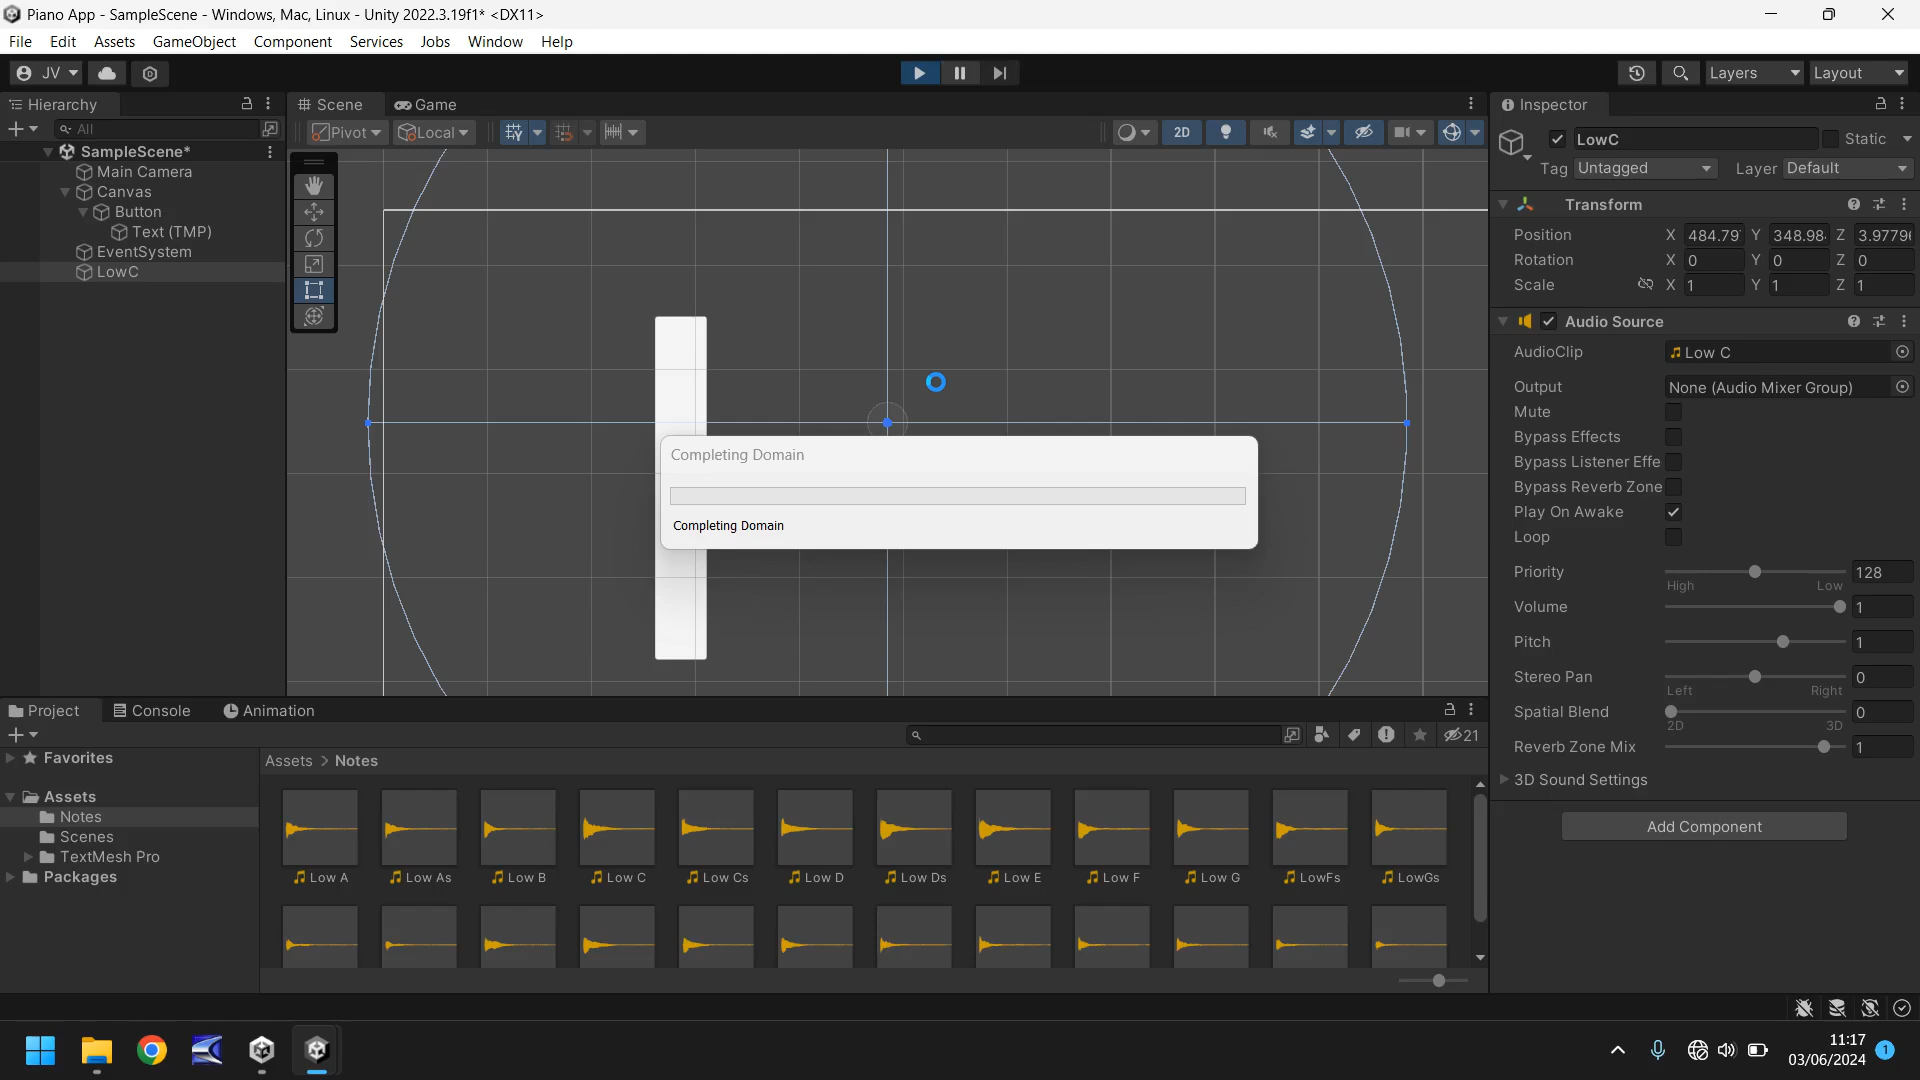 Piano App - SampleScene - Windows, Mac, Linux - Unity 2022.3.19f1* <DX11>
File Edit Assets GameObject Component Services Jobs Window Help
JV Layers Layout
Hierarchy
All
SampleScene*
Main Camera
Canvas
Button
Text (TMP)
EventSystem
LowC
Scene Game
Pivot Local 2D
Completing Domain
Completing Domain
Inspector
LowC Static
Tag Untagged Layer Default
Transform
Position X 484.79 Y 348.98 Z 3.9779
Rotation X 0 Y 0 Z 0
Scale X 1 Y 1 Z 1
Audio Source
AudioClip Low C
Output None (Audio Mixer Group)
Mute
Bypass Effects
Bypass Listener Effe
Bypass Reverb Zone
Play On Awake
Loop
Priority 128
High Low
Volume 1
Pitch 1
Stereo Pan 0
Left Right
Spatial Blend 0
2D 3D
Reverb Zone Mix 1
3D Sound Settings
Add Component
Project Console Animation
21
Favorites
Assets
Notes
Scenes
TextMesh Pro
Packages
Assets > Notes
Low A Low As Low B Low C Low Cs Low D Low Ds Low E Low F Low G LowFs LowGs
11:17
03/06/2024
1